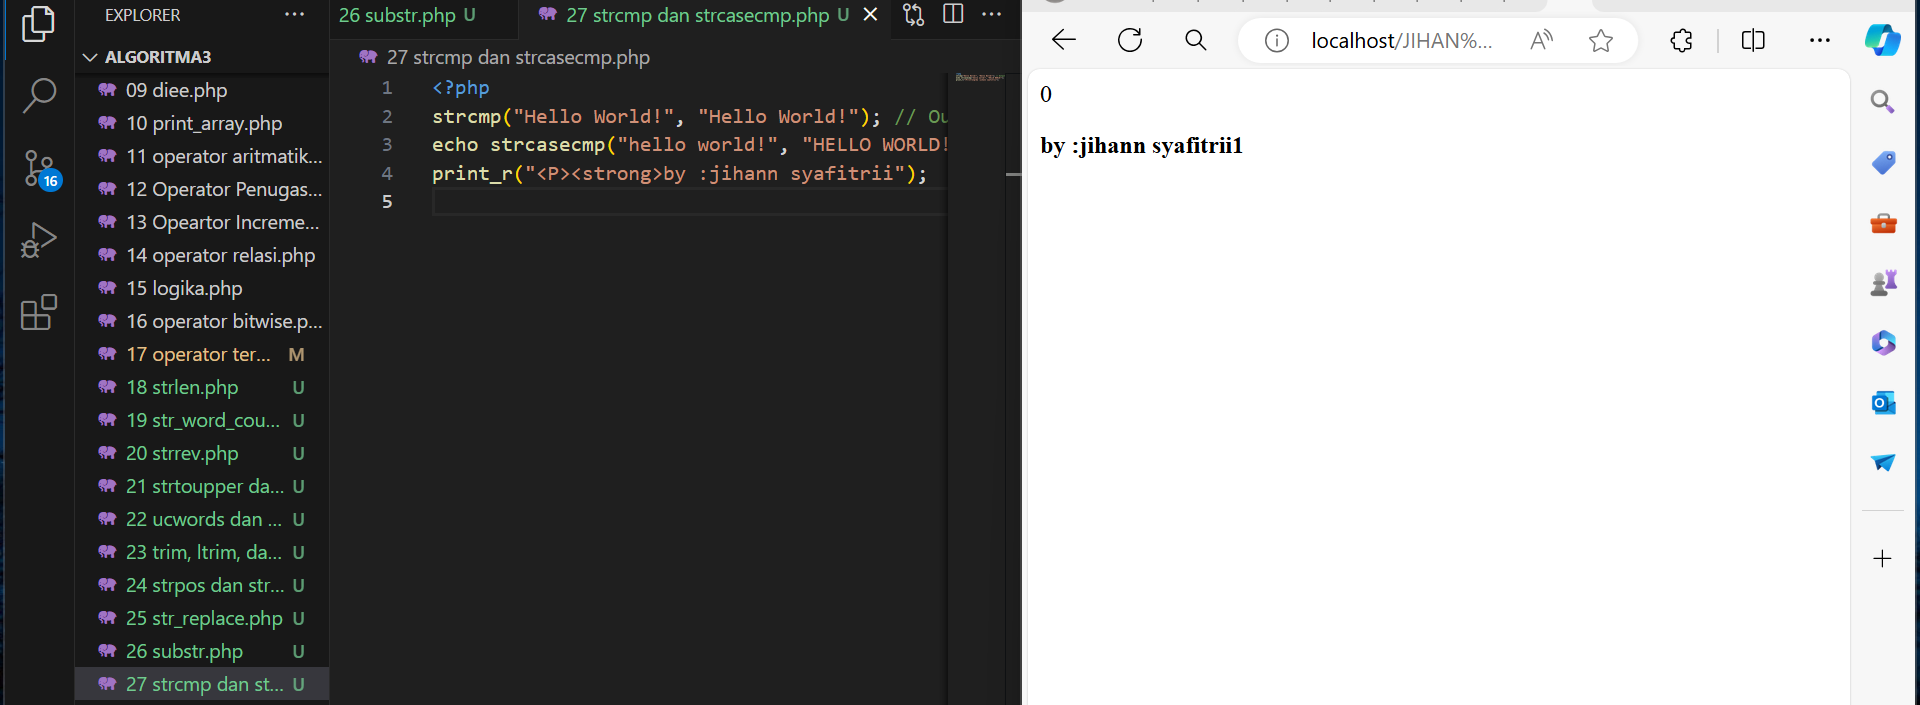 EXPLORER ...
ALGORITMA3
09 diee.php
10 print_array.php
11 operator aritmatik...
12 Operator Penugas...
13 Opeartor Increme...
14 operator relasi.php
15 logika.php
16 operator bitwise.p...
17 operator ter... M
18 strlen.php U
19 str_word_cou... U
20 strrev.php U
21 strtoupper da... U
22 ucwords dan ... U
23 trim, ltrim, da... U
24 strpos dan str... U
25 str_replace.php U
26 substr.php U
27 strcmp dan st... U
16
26 substr.php U
27 strcmp dan strcasecmp.php U
27 strcmp dan strcasecmp.php
1 <?php
2 strcmp("Hello World!", "Hello World!"); // Ou
3 echo strcasecmp("hello world!", "HELLO WORLD!
4 print_r("<P><strong>by :jihann syafitrii");
5
localhost/JIHAN%...
0
by :jihann syafitrii1